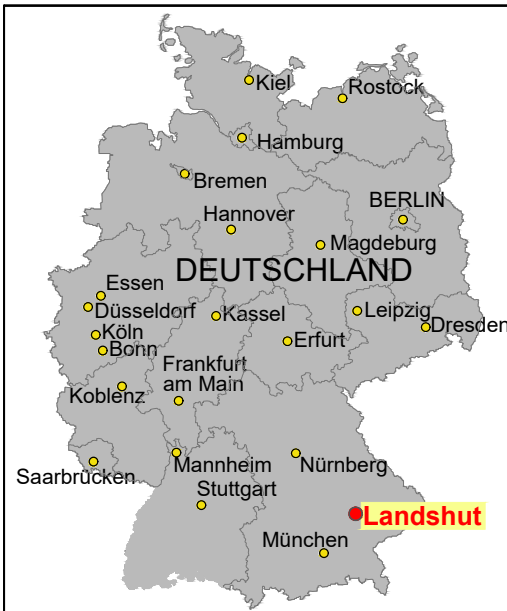 Kiel
Rostock
Hamburg
Bremen
BERLIN
Hannover
Magdeburg
DEUTSCHLAND
Essen
Düsseldorf
Kassel
Leipzig
Köln
Dresden
Bonn
Erfurt
Frankfurt
am Main
Koblenz
Mannheim
Nürnberg
Saarbrücken
Stuttgart
Landshut
München